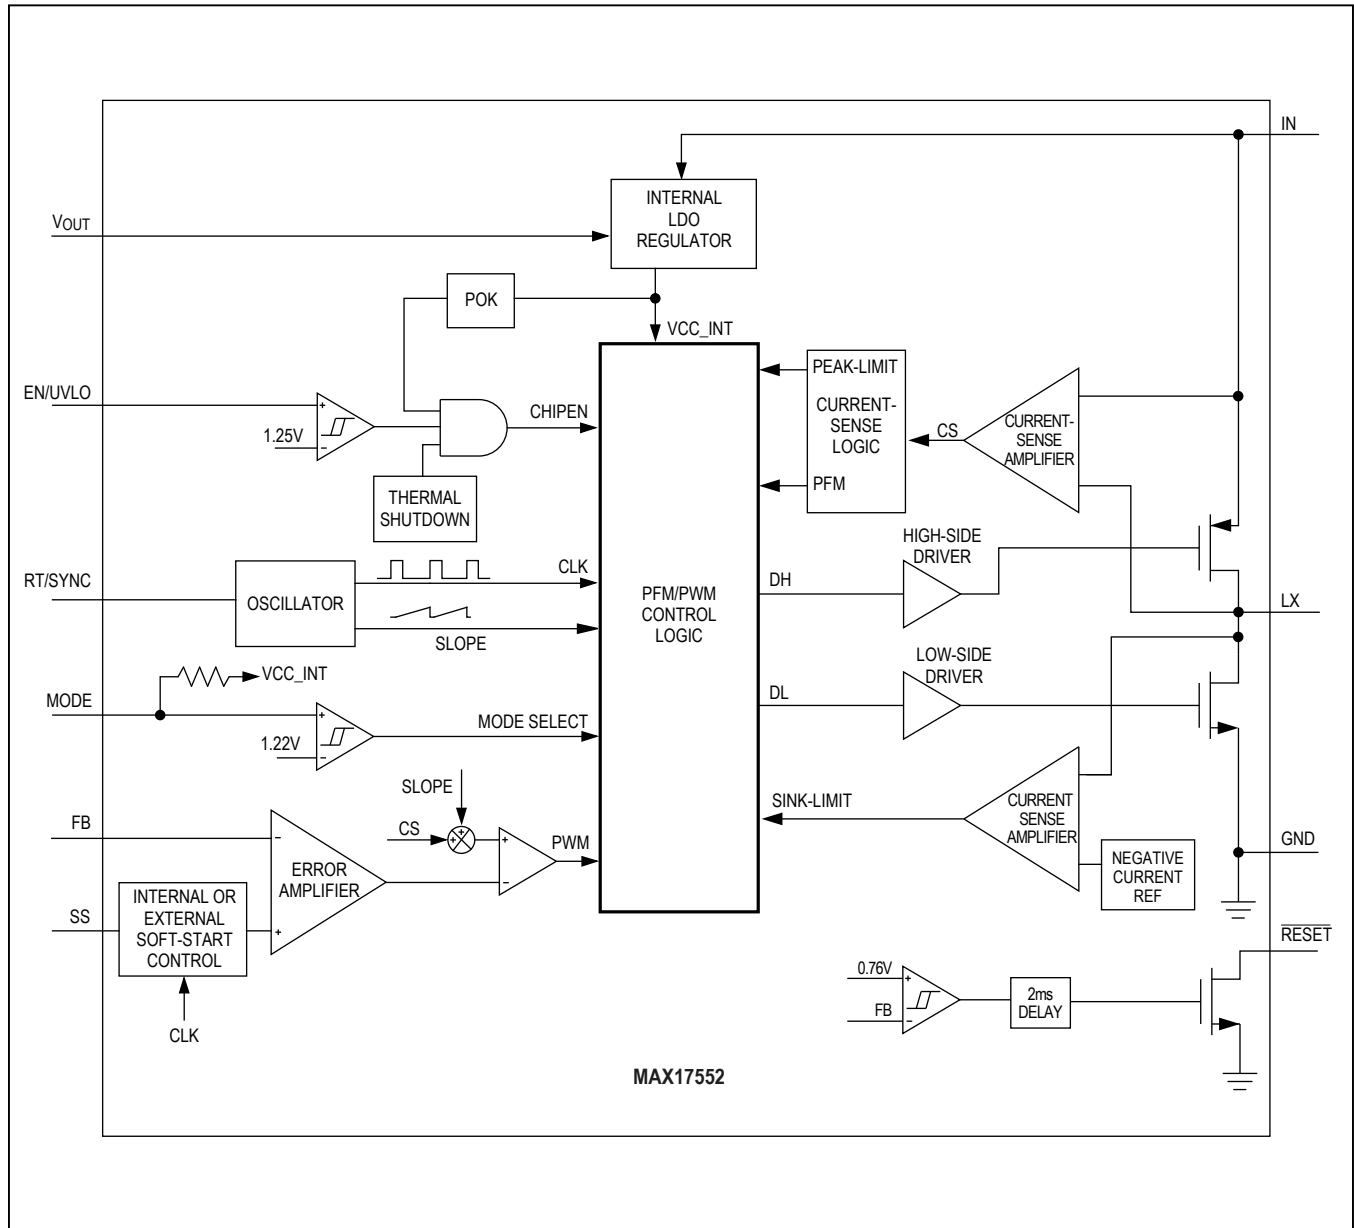 IN
INTERNAL
LDO
REGULATOR
VOUT
POK
VCC_INT
EN/UVLO
+
1.25V
−
CHIPEN
THERMAL
SHUTDOWN
PEAK-LIMIT
CURRENT-
SENSE
LOGIC
PFM
CS
CURRENT-
SENSE
AMPLIFIER
RT/SYNC
OSCILLATOR
CLK
SLOPE
PFM/PWM
CONTROL
LOGIC
HIGH-SIDE
DRIVER
DH
LX
LOW-SIDE
DRIVER
DL
VCC_INT
MODE
+
1.22V
−
MODE SELECT
SLOPE
CS
+
+
+
−
PWM
FB
−
ERROR
AMPLIFIER
+
SS
INTERNAL OR
EXTERNAL
SOFT-START
CONTROL
CLK
SINK-LIMIT
CURRENT
SENSE
AMPLIFIER
NEGATIVE
CURRENT
REF
GND
RESET
0.76V
+
FB
−
2ms
DELAY
MAX17552